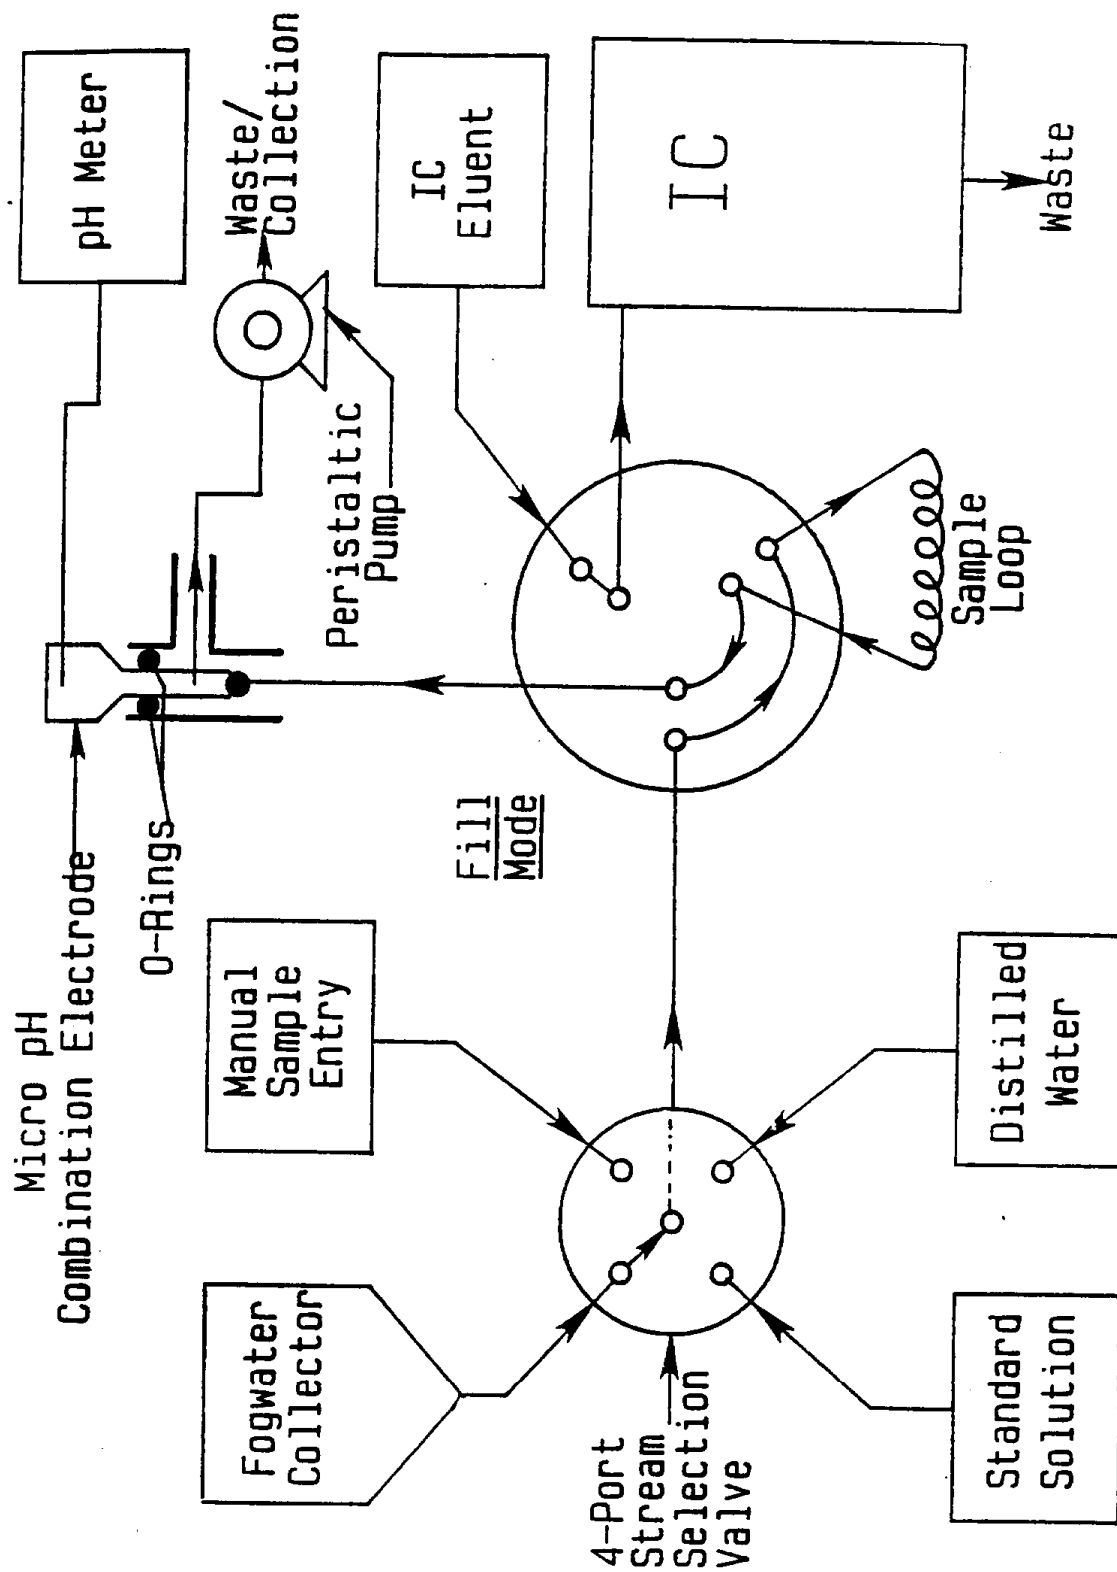 Micro pH
Combination Electrode
O-Rings
pH Meter
Waste/
Collection
Peristaltic
Pump
Fogwater
Collector
Manual
Sample
Entry
Fill
Mode
IC
Eluent
IC
Waste
4-Port
Stream
Selection
Valve
Sample
Loop
Standard
Solution
Distilled
Water